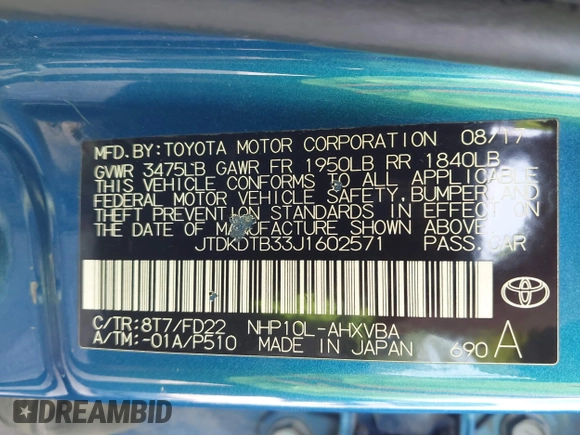 MFD.BY:TOYOTA MOTOR CORPORATION 08/17
GVWR 3475LB GAWR FR 1950LB RR 1840LB
THIS VEHICLE CONFORMS TO ALL APPLICABLE
FEDERAL MOTOR VEHICLE SAFETY, BUMPER, AND
THEFT PREVENTION STANDARDS IN EFFECT ON
THE DATE OF MANUFACTURE SHOWN ABOVE.
JTDKDTB33J1602571 PASS.CAR
C/TR:8T7/FD22 NHP10L-AHXVBA
A/TM:-01A/P510 MADE IN JAPAN 690 A
DREAMBID